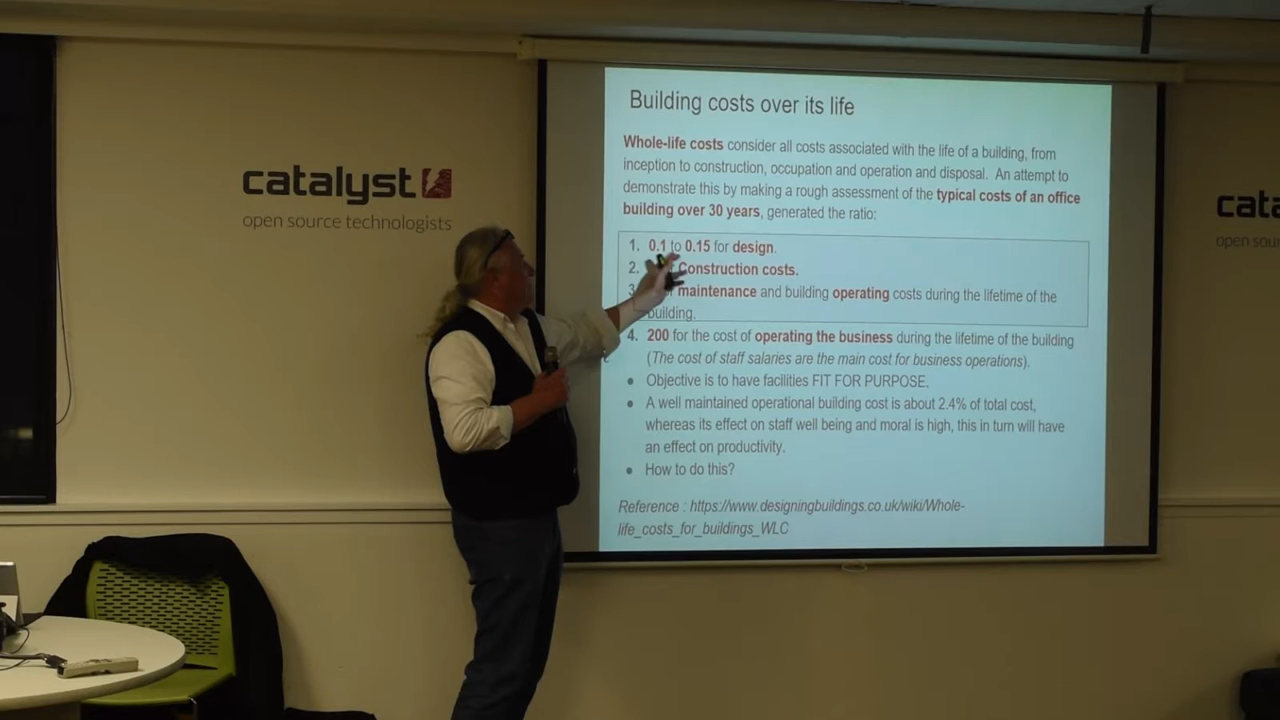 catalyst
open source technologists
Building costs over its life
Whole-life costs consider all costs associated with the life of a building, from
inception to construction, occupation and operation and disposal. An attempt to
demonstrate this by making a rough assessment of the typical costs of an office
building over 30 years, generated the ratio:
1. 0.1 to 0.15 for design.
2. Construction costs.
3. maintenance and building operating costs during the lifetime of the
building.
4. 200 for the cost of operating the business during the lifetime of the building
(The cost of staff salaries are the main cost for business operations).
● Objective is to have facilities FIT FOR PURPOSE.
● A well maintained operational building cost is about 2.4% of total cost,
whereas its effect on staff well being and moral is high, this in turn will have
an effect on productivity.
● How to do this?
Reference : https://www.designingbuildings.co.uk/wiki/Whole-
life_costs_for_buildings_WLC
cata
open sou